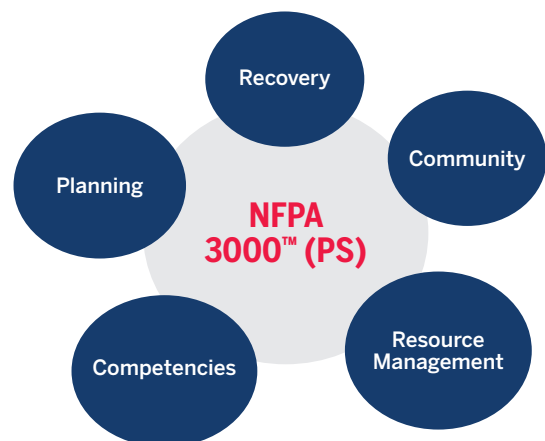 Recovery
Community
Planning
NFPA
3000™ (PS)
Resource
Management
Competencies